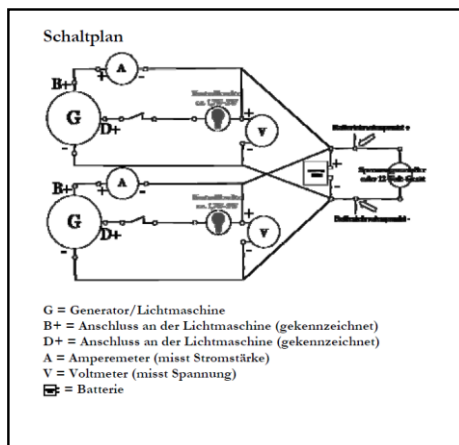 Schaltplan
B+
A
-
G
D+
+
V
-
-
B+
A
-
G
D+
+
V
-
-
+
-
G = Generator/Lichtmaschine
B+ = Anschluss an der Lichtmaschine (gekennzeichnet)
D+ = Anschluss an der Lichtmaschine (gekennzeichnet)
A = Amperemeter (misst Stromstärke)
V = Voltmeter (misst Spannung)
= Batterie